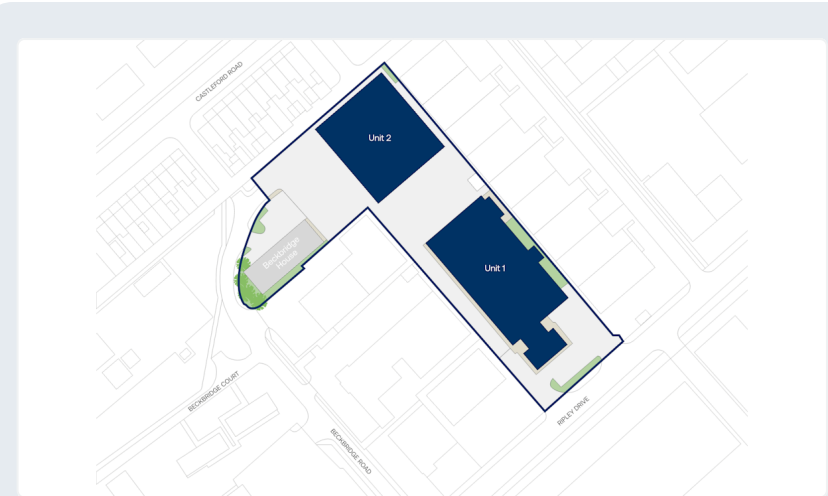 CASTLEFORD ROAD
Unit 2
Beckbridge
House
Unit 1
BECKBRIDGE COURT
RIPLEY DRIVE
BECKBRIDGE ROAD